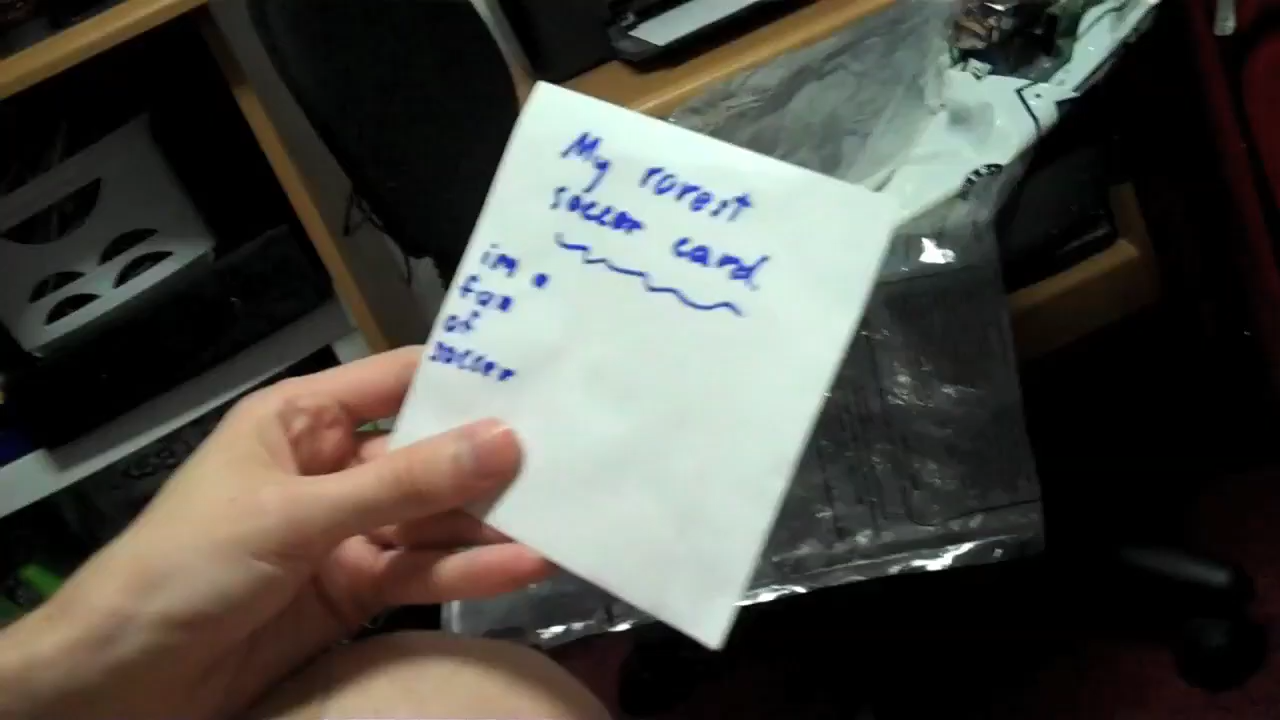 My rarest
soccer card
im a
fan
of
soccer